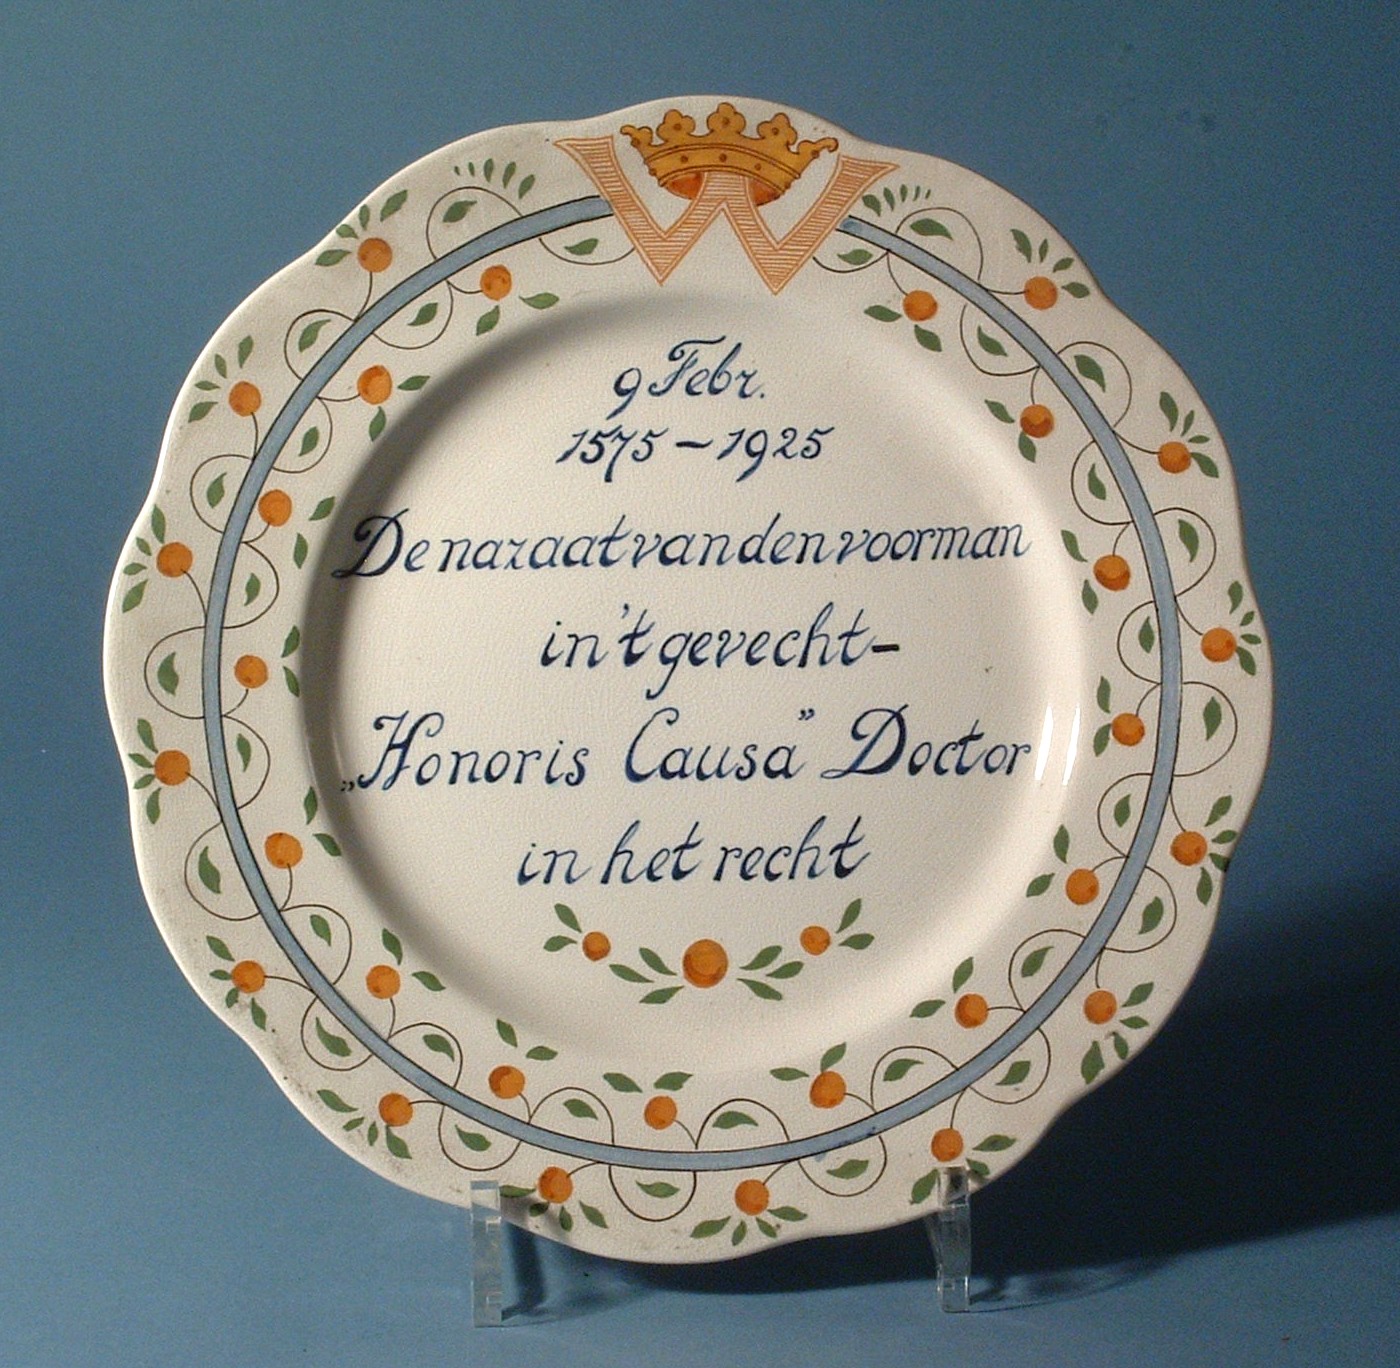 W
9 Febr.
1575 – 1925
De nazaat van den voorman
in 't gevecht –
„Honoris Causa” Doctor
in het recht